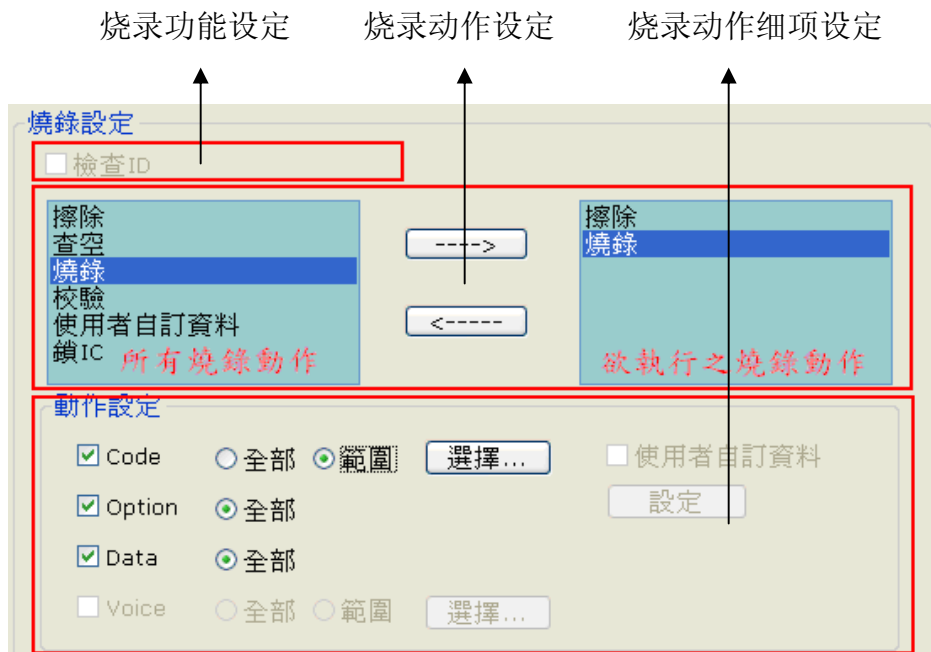 烧录功能设定 烧录动作设定 烧录动作细项设定
燒錄設定
檢查ID
擦除
查空
燒錄
校驗
使用者自訂資料
鎖IC 所有燒錄動作
---->
<-----
擦除
燒錄
欲執行之燒錄動作
動作設定
Code 全部 範圍 選擇... 使用者自訂資料
Option 全部 設定
Data 全部
Voice 全部 範圍 選擇...